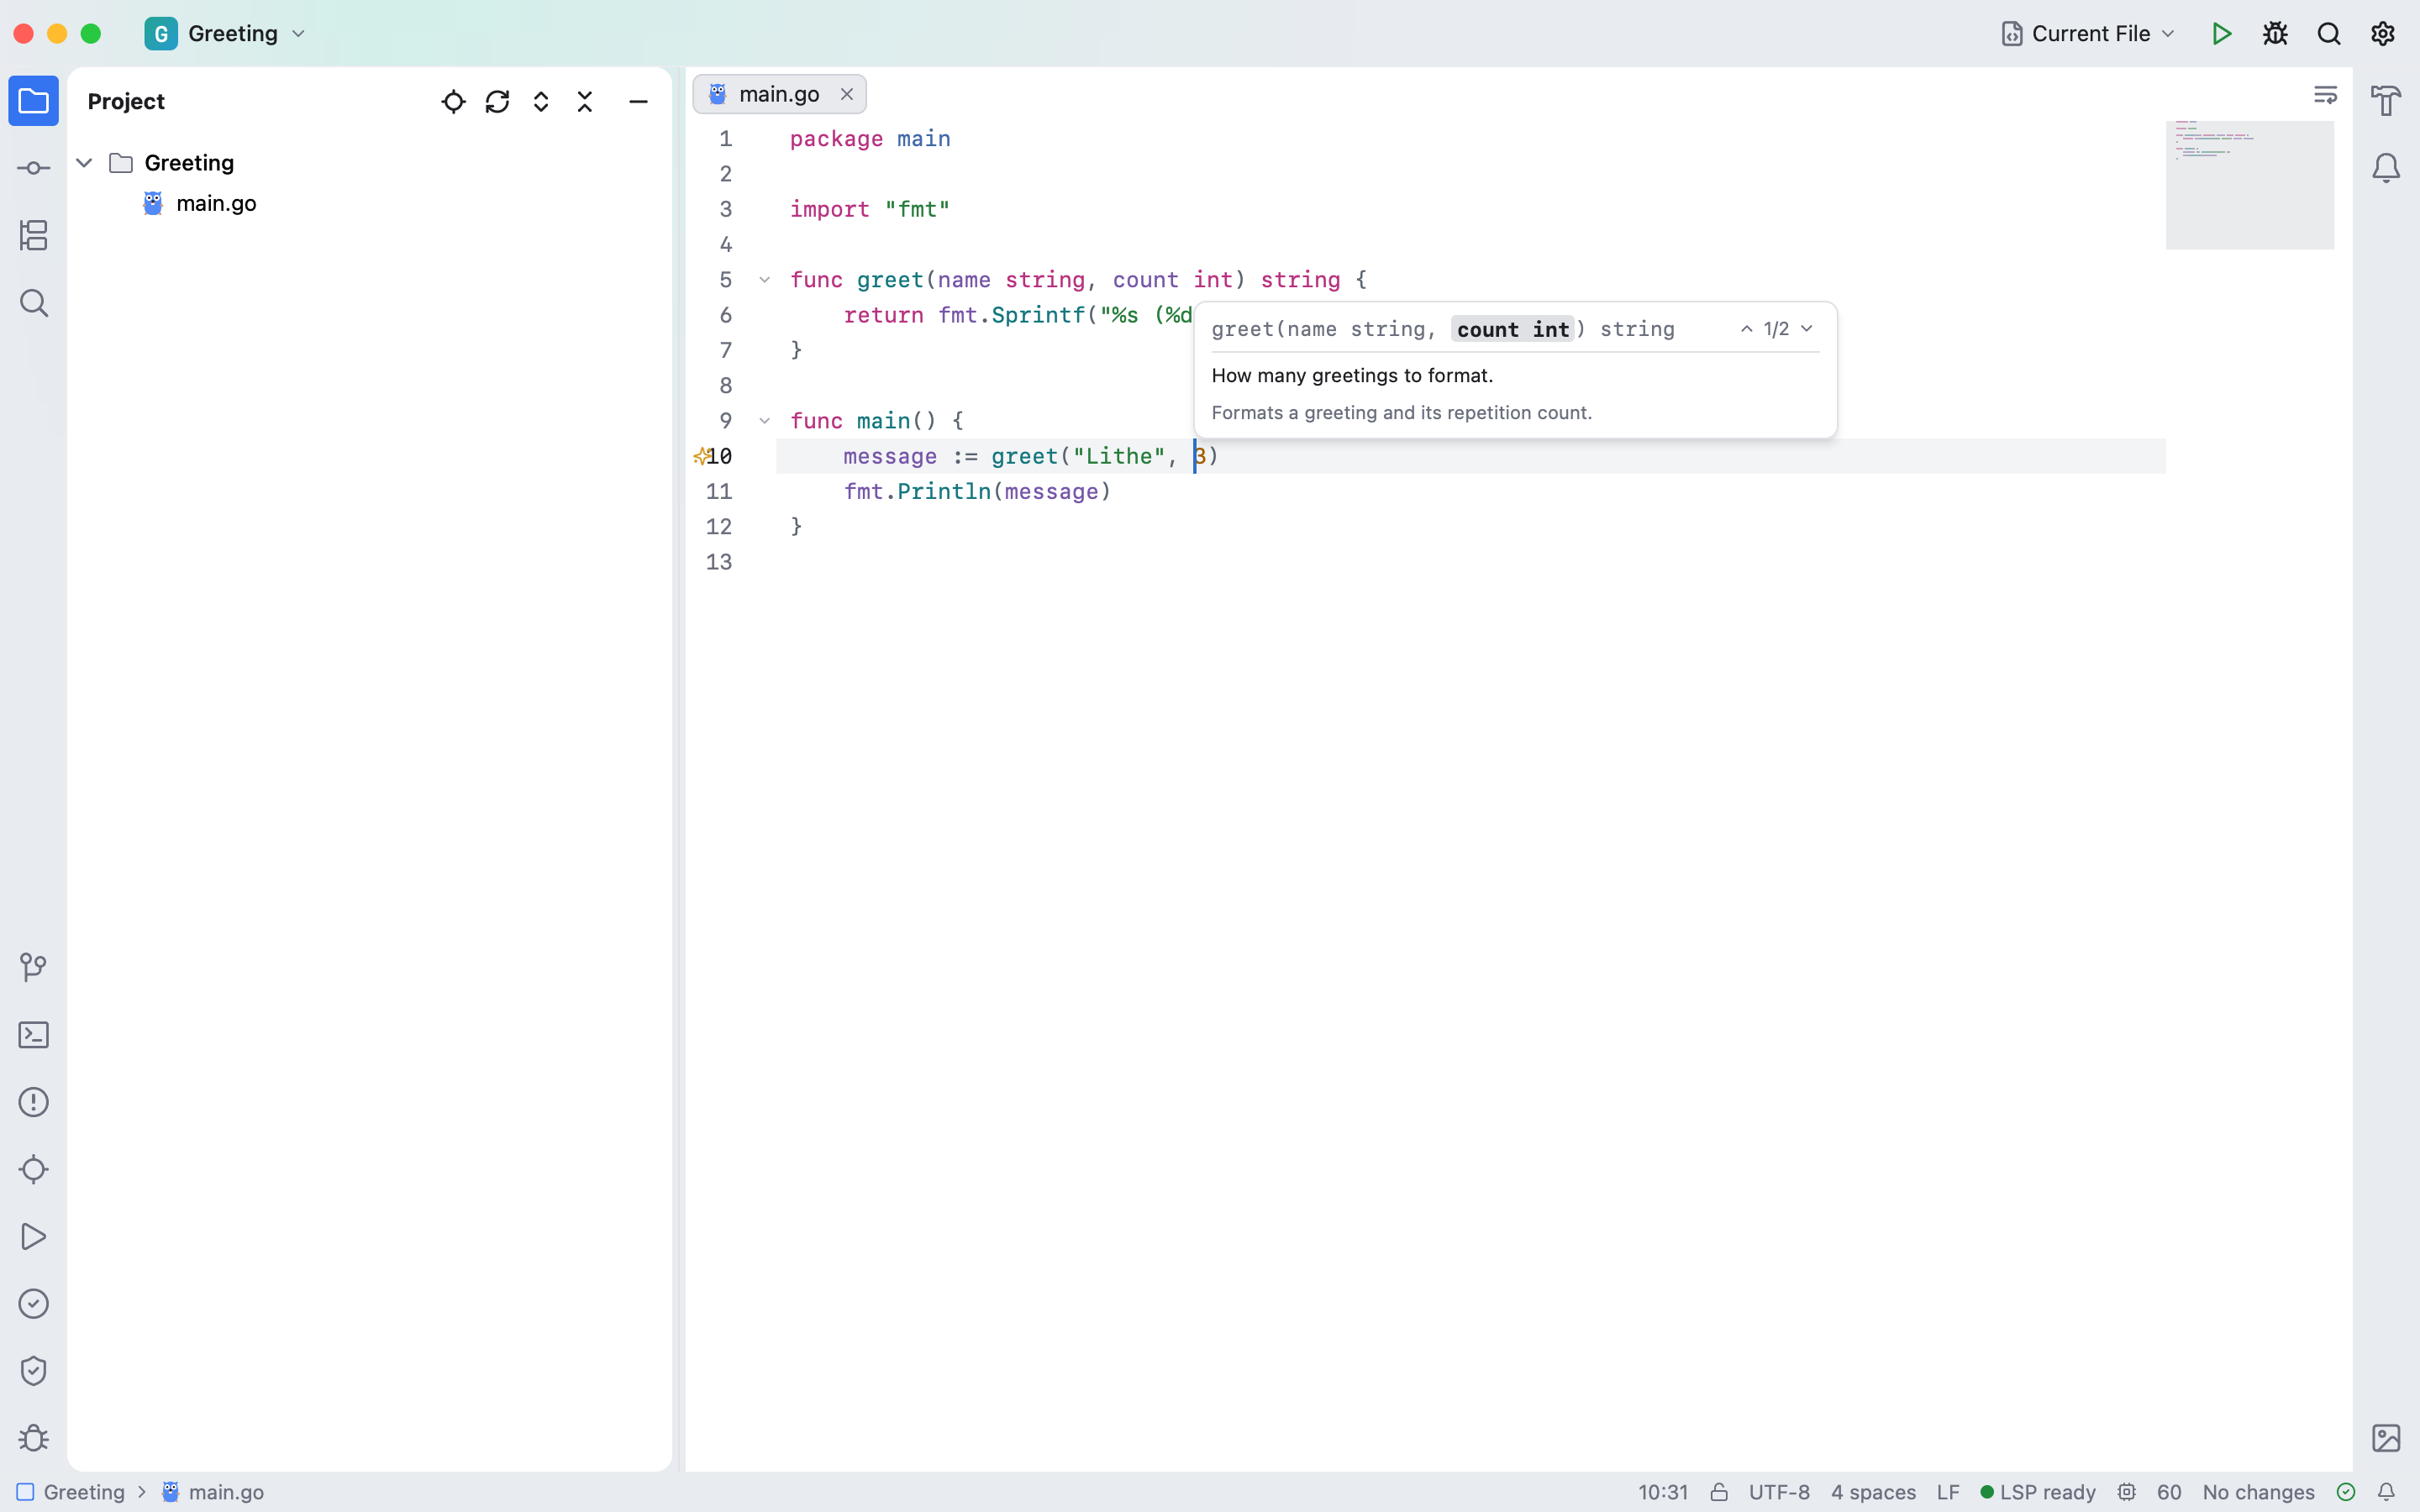 G Greeting
Current File
Project
Greeting
main.go
main.go
1 package main
2
3 import "fmt"
4
5 func greet(name string, count int) string {
6 return fmt.Sprintf("%s (%d
7 }
8
9 func main() {
10 message := greet("Lithe", 3)
11 fmt.Println(message)
12 }
13
greet(name string, count int) string 1/2
How many greetings to format.
Formats a greeting and its repetition count.
Greeting main.go
10:31 UTF-8 4 spaces LF LSP ready 60 No changes